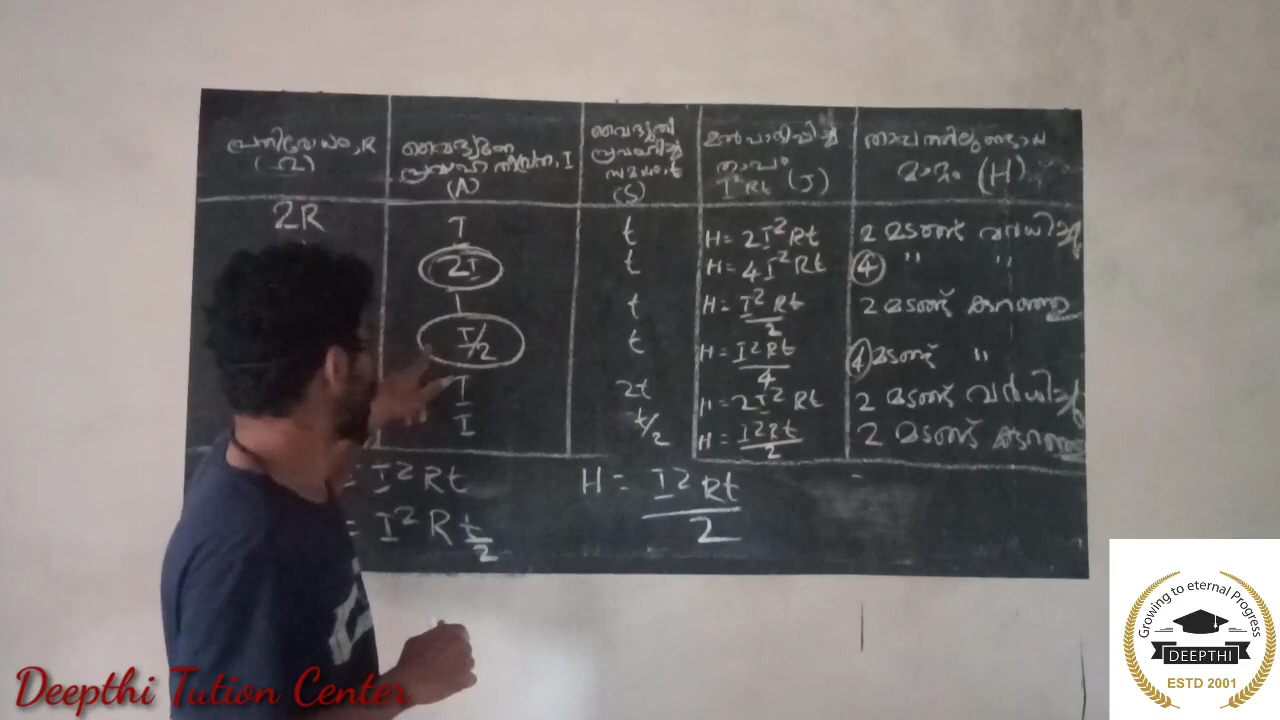 പ്രതിരോധം, R (Ω)
വൈദ്യുത പ്രവാഹ തീവ്രത, I (A)
വൈദ്യുതി പ്രവഹിച്ച സമയം, t (S)
ഉൽപാദിപ്പിച്ച താപം I²Rt (J)
താപത്തിലുണ്ടായ മാറ്റം (H)
2R I t H = 2I²Rt 2 മടങ്ങ് വർധിച്ചു
2I t H = 4I²Rt 4 " "
I t H = I²Rt/2 2 മടങ്ങ് കുറഞ്ഞു
I/2 t H = I²Rt/4 4 മടങ്ങ് "
I 2t H = 2I²Rt 2 മടങ്ങ് വർധിച്ചു
I t/2 H = I²Rt/2 2 മടങ്ങ് കുറഞ്ഞു
= I²Rt H = I²Rt/2
= I²R t/2
Deepthi Tution Center
Growing to eternal Progress
DEEPTHI
ESTD 2001